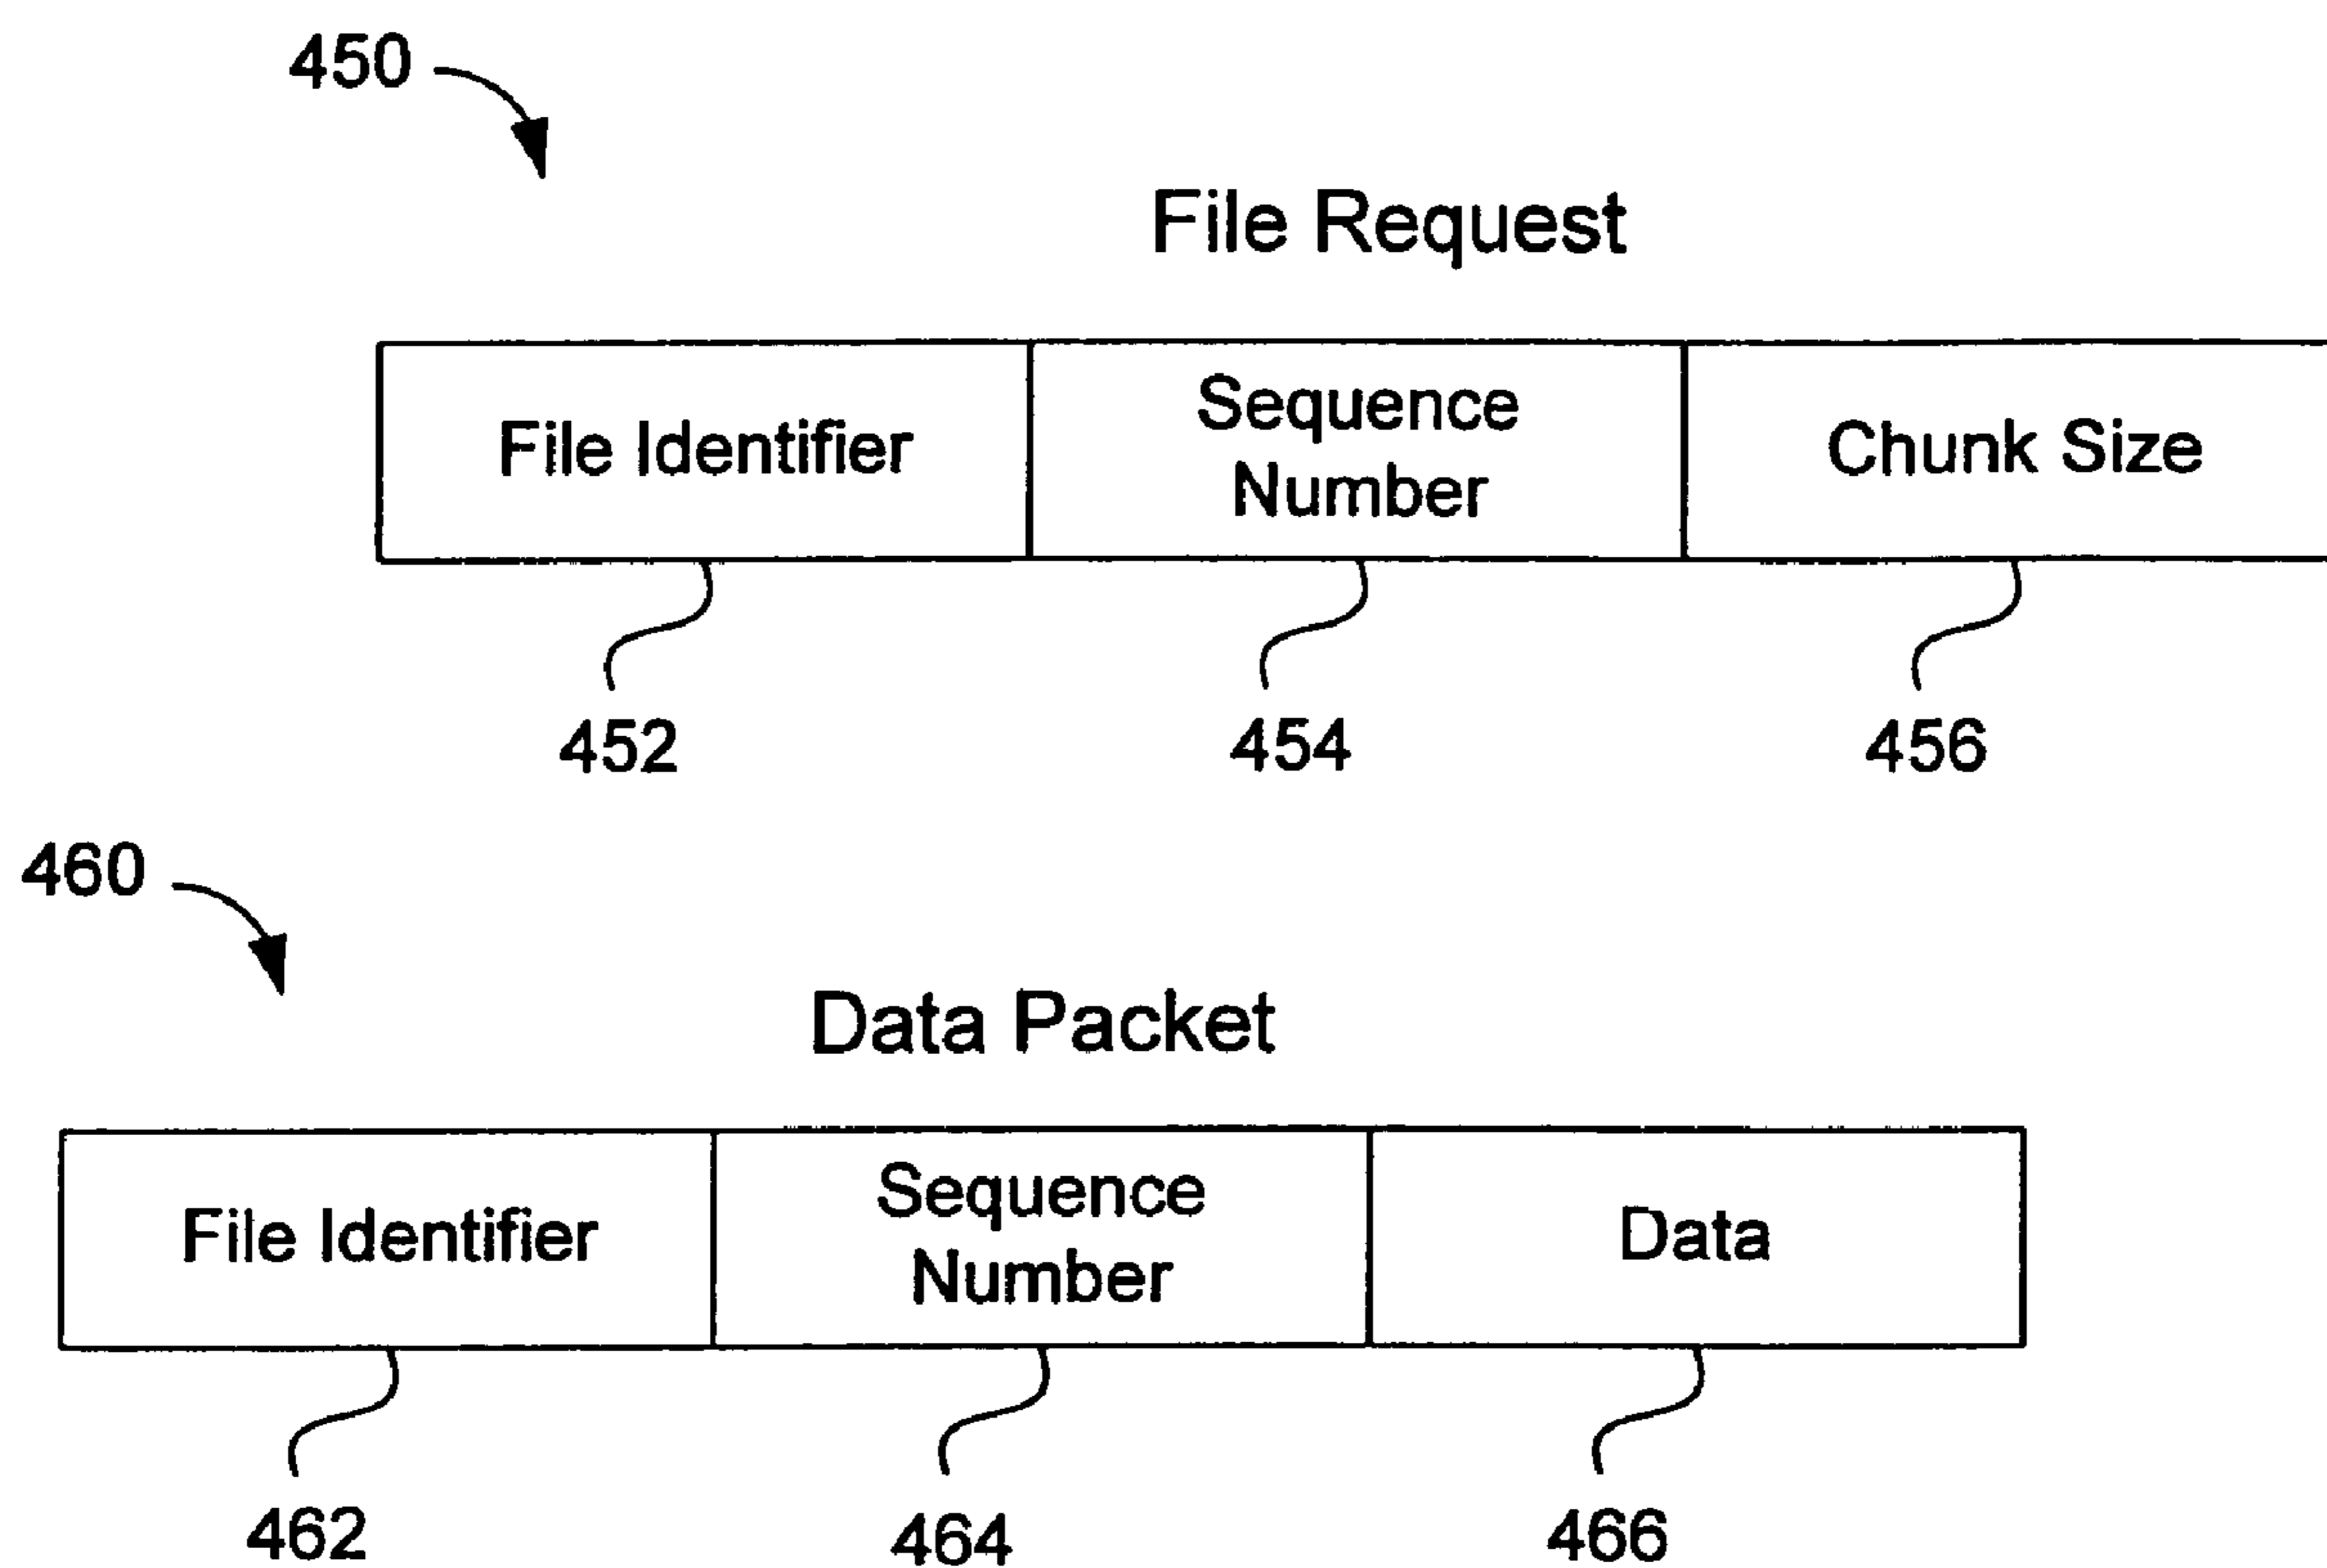 450
File Request
File Identifier
Sequence
Number
Chunk Size
452
454
456
460
Data Packet
File Identifier
Sequence
Number
Data
462
464
466